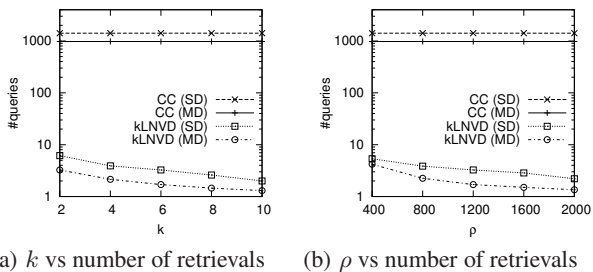 1000
100
10
1
#queries
CC (SD)
CC (MD)
kLNVD (SD)
kLNVD (MD)
2 4 6 8 10
k
1000
100
10
1
#queries
CC (SD)
CC (MD)
kLNVD (SD)
kLNVD (MD)
400 800 1200 1600 2000
ρ
a) k vs number of retrievals (b) ρ vs number of retrievals